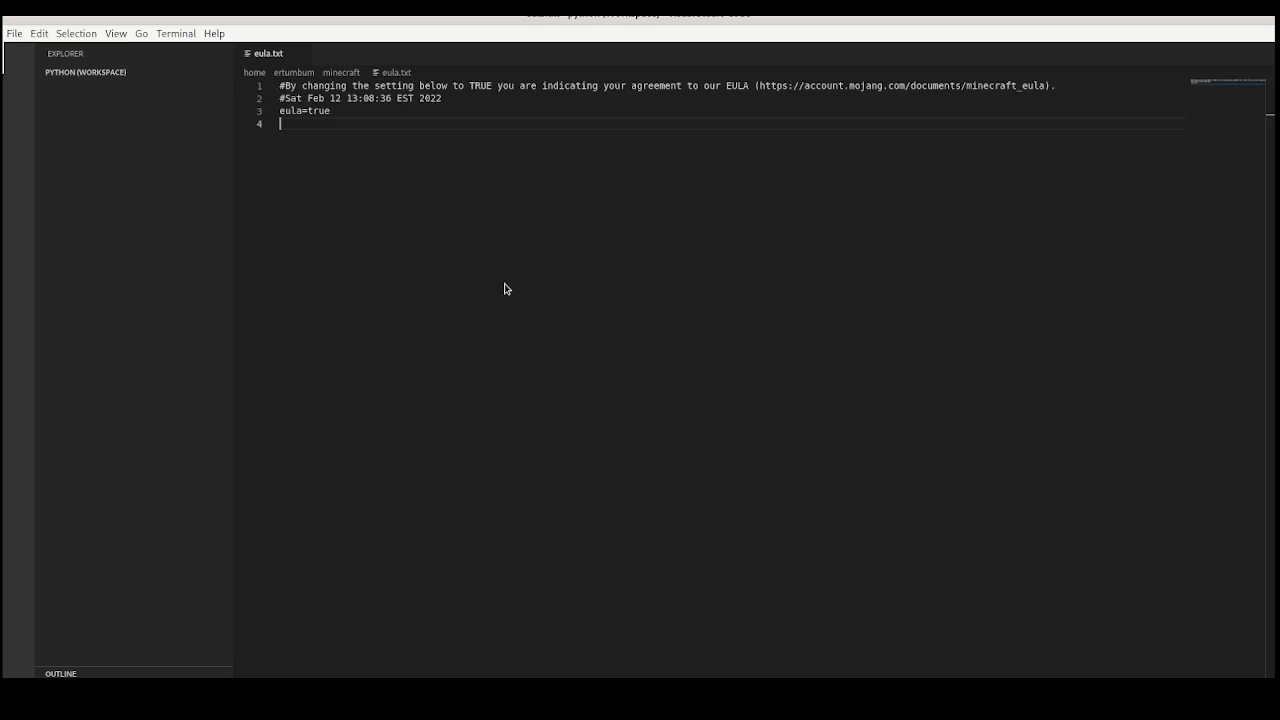 File Edit Selection View Go Terminal Help
EXPLORER
eula.txt
PYTHON (WORKSPACE)
home ertumbum minecraft eula.txt
1 #By changing the setting below to TRUE you are indicating your agreement to our EULA (https://account.mojang.com/documents/minecraft_eula).
2 #Sat Feb 12 13:08:36 EST 2022
3 eula=true
4
OUTLINE